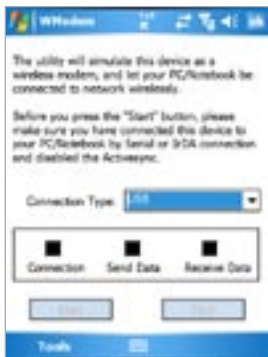 WModem
ok
The utility will simulate this device as a
wireless modem, and let your PC/Notebook be
connected to network wirelessly.
Before you press the "Start" button, please
make sure you have connected this device to
your PC/Notebook by Serial or IrDA connection
and disabled the Activesync.
Connection Type: USB
Connection Send Data Receive Data
Tools